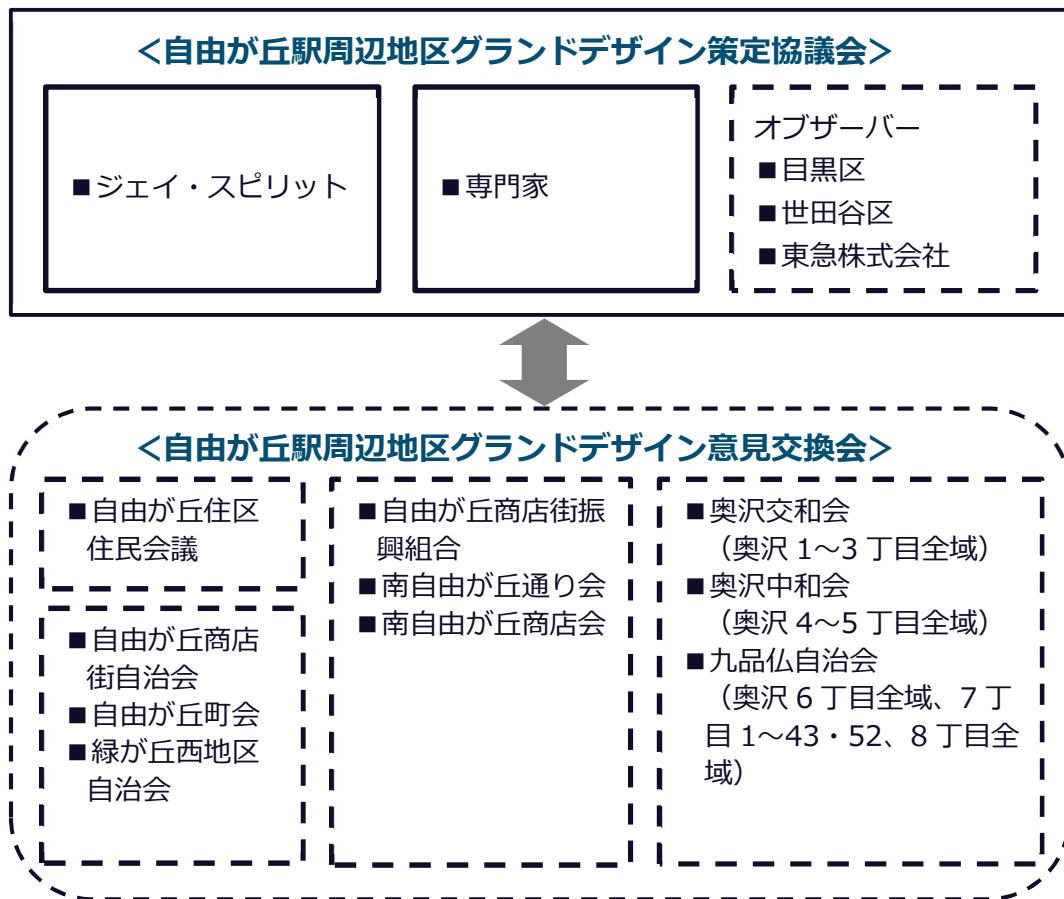 ＜自由が丘駅周辺地区グランドデザイン策定協議会＞
■ジェイ・スピリット
■専門家
オブザーバー
■目黒区
■世田谷区
■東急株式会社
＜自由が丘駅周辺地区グランドデザイン意見交換会＞
■自由が丘住区
住民会議
■自由が丘商店
街自治会
■自由が丘町会
■緑が丘西地区
自治会
■自由が丘商店街振
興組合
■南自由が丘通り会
■南自由が丘商店会
■奥沢交和会
（奥沢 1～3 丁目全域）
■奥沢中和会
（奥沢 4～5 丁目全域）
■九品仏自治会
（奥沢 6 丁目全域、7 丁
目 1～43・52、8 丁目全
域）